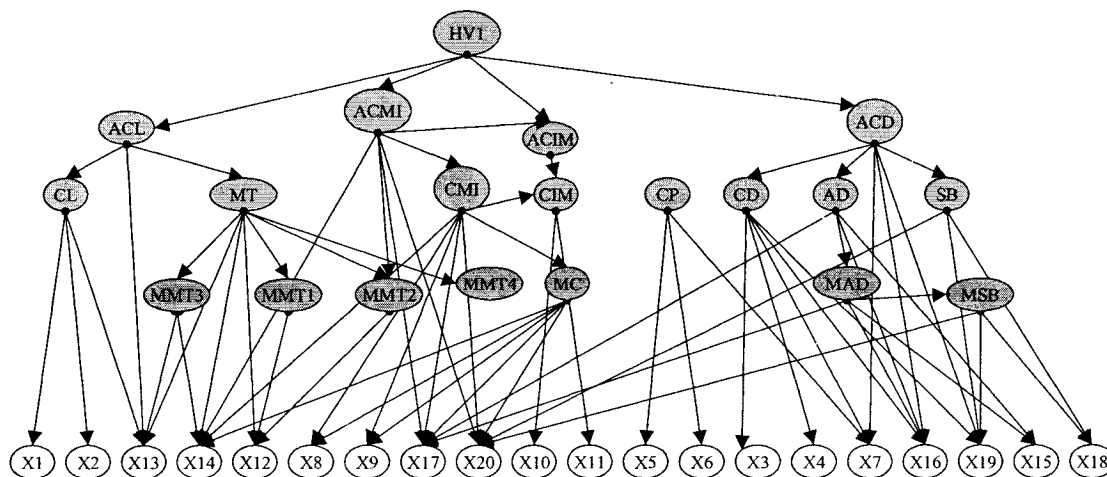 HV1
ACMI
ACL
ACIM
ACD
CL
MT
CMI
CIM
CP
CD
AD
SB
MMT3
MMT1
MMT2
MMT4
MC
MAD
MSB
X1 X2 X13 X14 X12 X8 X9 X17 X20 X10 X11 X5 X6 X3 X4 X7 X16 X19 X15 X18